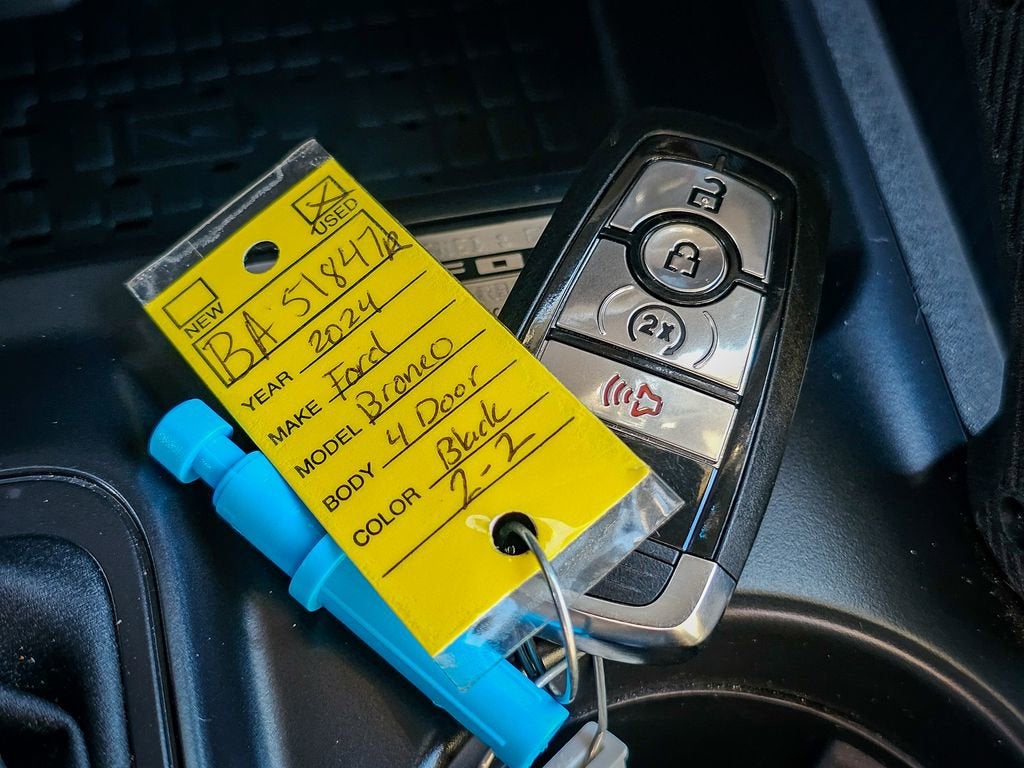 NEW
USED
BA 51847
YEAR 2024
MAKE Ford
MODEL Bronco
BODY 4 Door
COLOR Black
2-2
2x